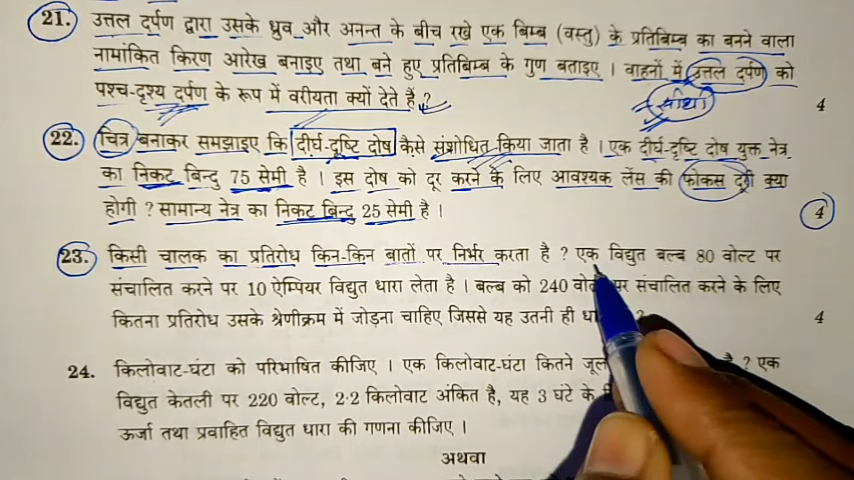 21. उत्तल दर्पण द्वारा उसके ध्रुव और अनन्त के बीच रखे एक बिम्ब (वस्तु) के प्रतिबिम्ब का बनने वाला
नामांकित किरण आरेख बनाइए तथा बने हुए प्रतिबिम्ब के गुण बताइए । वाहनों में उत्तल दर्पण को
पश्च-दृश्य दर्पण के रूप में वरीयता क्यों देते हैं ? 4
22. चित्र बनाकर समझाइए कि दीर्घ-दृष्टि दोष कैसे संशोधित किया जाता है । एक दीर्घ-दृष्टि दोष युक्त नेत्र
का निकट बिन्दु 75 सेमी है । इस दोष को दूर करने के लिए आवश्यक लेंस की फोकस दूरी क्या
होगी ? सामान्य नेत्र का निकट बिन्दु 25 सेमी है । 4
23. किसी चालक का प्रतिरोध किन-किन बातों पर निर्भर करता है ? एक विद्युत बल्ब 80 वोल्ट पर
संचालित करने पर 10 ऐम्पियर विद्युत धारा लेता है । बल्ब को 240 पर संचालित करने के लिए
कितना प्रतिरोध उसके श्रेणीक्रम में जोड़ना चाहिए जिससे यह उतनी ही ? 4
24. किलोवाट-घंटा को परिभाषित कीजिए । एक किलोवाट-घंटा कितने ? एक
विद्युत केतली पर 220 वोल्ट, 2·2 किलोवाट अंकित है, यह 3 घंटे के
ऊर्जा तथा प्रवाहित विद्युत धारा की गणना कीजिए ।
अथवा